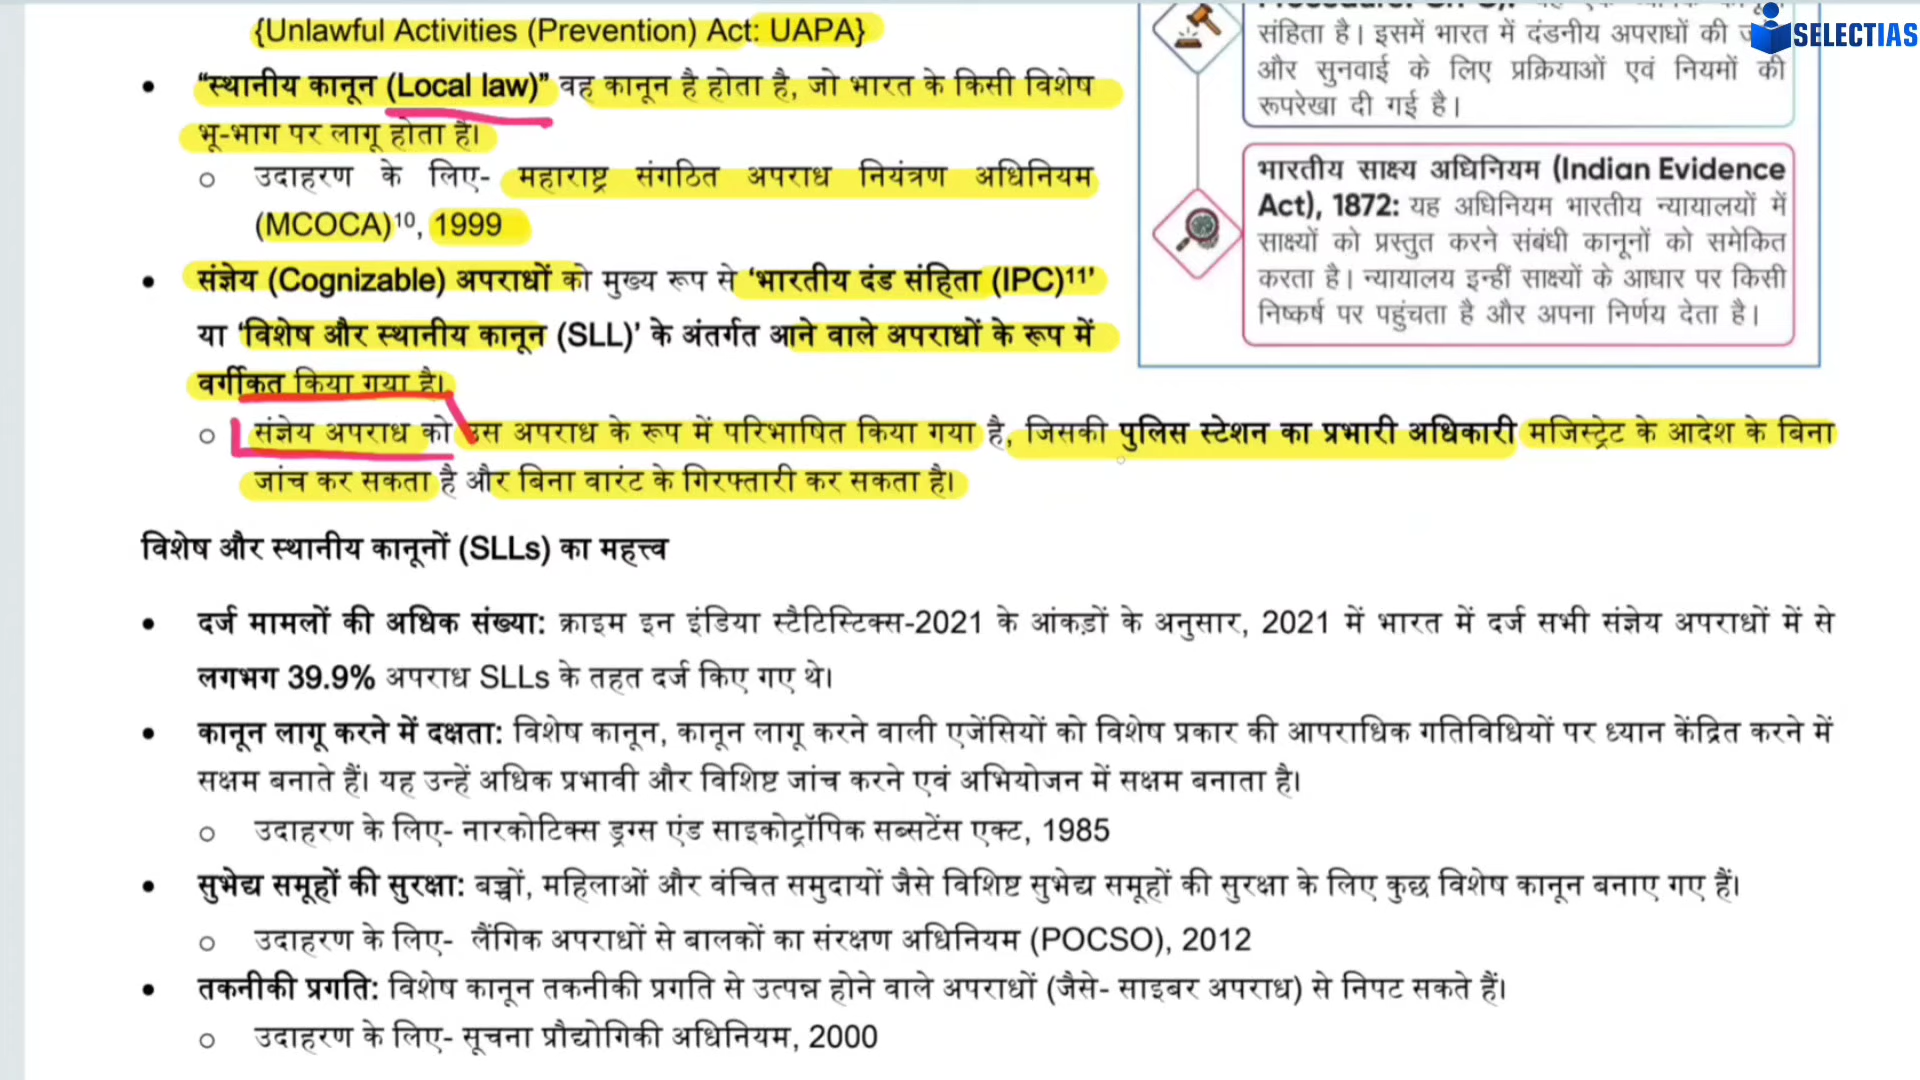 {Unlawful Activities (Prevention) Act: UAPA}
• “स्थानीय कानून (Local law)” वह कानून है होता है, जो भारत के किसी विशेष
भू-भाग पर लागू होता है।
○ उदाहरण के लिए- महाराष्ट्र संगठित अपराध नियंत्रण अधिनियम
(MCOCA)¹⁰, 1999
• संज्ञेय (Cognizable) अपराधों को मुख्य रूप से ‘भारतीय दंड संहिता (IPC)¹¹’
या ‘विशेष और स्थानीय कानून (SLL)’ के अंतर्गत आने वाले अपराधों के रूप में
वर्गीकृत किया गया है।
○ संज्ञेय अपराध को उस अपराध के रूप में परिभाषित किया गया है, जिसकी पुलिस स्टेशन का प्रभारी अधिकारी मजिस्ट्रेट के आदेश के बिना
जांच कर सकता है और बिना वारंट के गिरफ्तारी कर सकता है।
विशेष और स्थानीय कानूनों (SLLs) का महत्त्व
• दर्ज मामलों की अधिक संख्या: क्राइम इन इंडिया स्टैटिस्टिक्स-2021 के आंकड़ों के अनुसार, 2021 में भारत में दर्ज सभी संज्ञेय अपराधों में से
लगभग 39.9% अपराध SLLs के तहत दर्ज किए गए थे।
• कानून लागू करने में दक्षता: विशेष कानून, कानून लागू करने वाली एजेंसियों को विशेष प्रकार की आपराधिक गतिविधियों पर ध्यान केंद्रित करने में
सक्षम बनाते हैं। यह उन्हें अधिक प्रभावी और विशिष्ट जांच करने एवं अभियोजन में सक्षम बनाता है।
○ उदाहरण के लिए- नारकोटिक्स ड्रग्स एंड साइकोट्रॉपिक सब्सटेंस एक्ट, 1985
• सुभेद्य समूहों की सुरक्षा: बच्चों, महिलाओं और वंचित समुदायों जैसे विशिष्ट सुभेद्य समूहों की सुरक्षा के लिए कुछ विशेष कानून बनाए गए हैं।
○ उदाहरण के लिए- लैंगिक अपराधों से बालकों का संरक्षण अधिनियम (POCSO), 2012
• तकनीकी प्रगति: विशेष कानून तकनीकी प्रगति से उत्पन्न होने वाले अपराधों (जैसे- साइबर अपराध) से निपट सकते हैं।
○ उदाहरण के लिए- सूचना प्रौद्योगिकी अधिनियम, 2000
संहिता है। इसमें भारत में दंडनीय अपराधों की
और सुनवाई के लिए प्रक्रियाओं एवं नियमों की
रूपरेखा दी गई है।
भारतीय साक्ष्य अधिनियम (Indian Evidence
Act), 1872: यह अधिनियम भारतीय न्यायालयों में
साक्ष्यों को प्रस्तुत करने संबंधी कानूनों को समेकित
करता है। न्यायालय इन्हीं साक्ष्यों के आधार पर किसी
निष्कर्ष पर पहुंचता है और अपना निर्णय देता है।
SELECTIAS